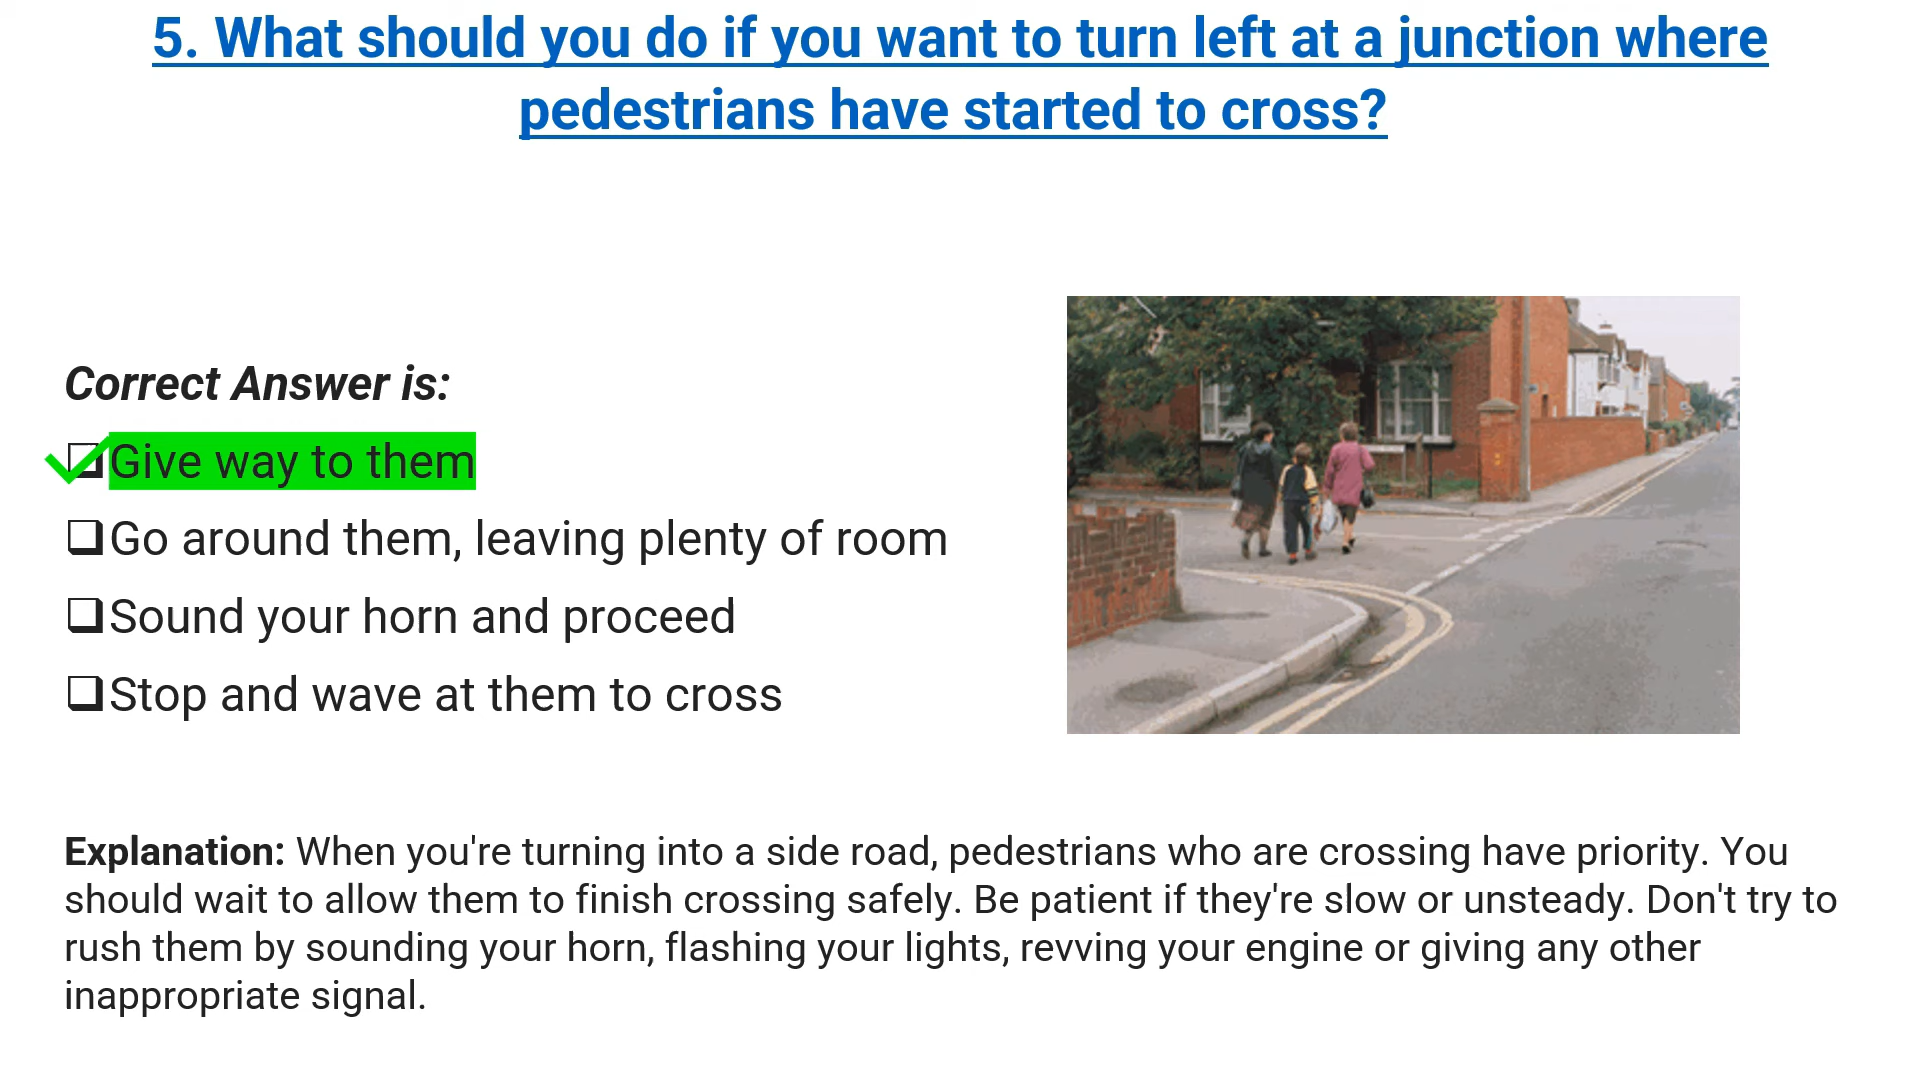 5. What should you do if you want to turn left at a junction where
pedestrians have started to cross?
Correct Answer is:
Give way to them
Go around them, leaving plenty of room
Sound your horn and proceed
Stop and wave at them to cross
Explanation: When you're turning into a side road, pedestrians who are crossing have priority. You
should wait to allow them to finish crossing safely. Be patient if they're slow or unsteady. Don't try to
rush them by sounding your horn, flashing your lights, revving your engine or giving any other
inappropriate signal.